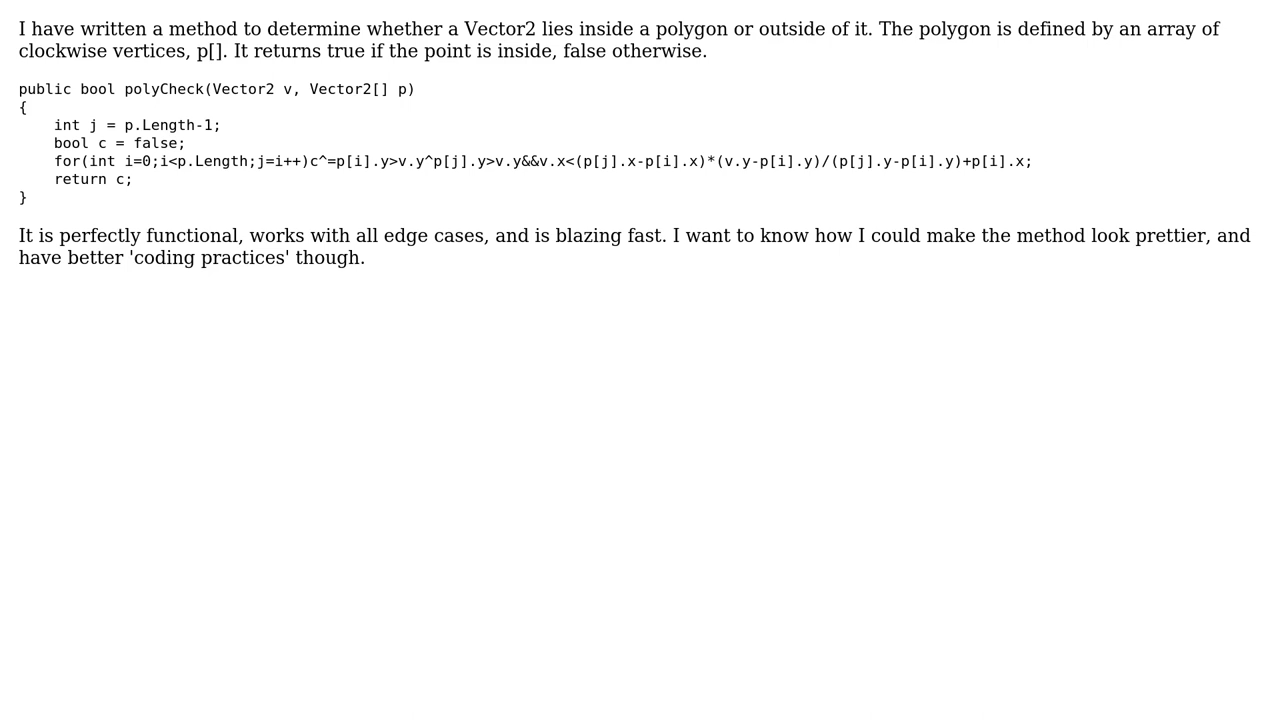 I have written a method to determine whether a Vector2 lies inside a polygon or outside of it. The polygon is defined by an array of
clockwise vertices, p[]. It returns true if the point is inside, false otherwise.
public bool polyCheck(Vector2 v, Vector2[] p)
{
    int j = p.Length-1;
    bool c = false;
    for(int i=0;i<p.Length;j=i++)c^=p[i].y>v.y^p[j].y>v.y&&v.x<(p[j].x-p[i].x)*(v.y-p[i].y)/(p[j].y-p[i].y)+p[i].x;
    return c;
}
It is perfectly functional, works with all edge cases, and is blazing fast. I want to know how I could make the method look prettier, and
have better 'coding practices' though.